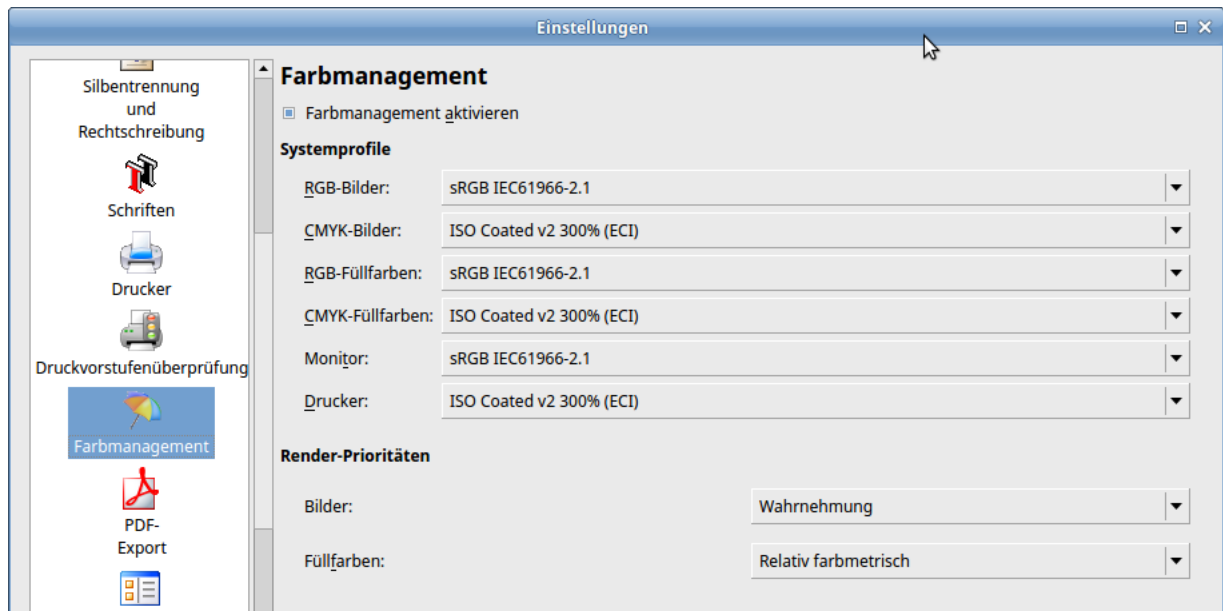 Einstellungen
Silbentrennung
und
Rechtschreibung
Schriften
Drucker
Druckvorstufenüberprüfung
Farbmanagement
PDF-
Export
Farbmanagement
Farbmanagement aktivieren
Systemprofile
RGB-Bilder: sRGB IEC61966-2.1
CMYK-Bilder: ISO Coated v2 300% (ECI)
RGB-Füllfarben: sRGB IEC61966-2.1
CMYK-Füllfarben: ISO Coated v2 300% (ECI)
Monitor: sRGB IEC61966-2.1
Drucker: ISO Coated v2 300% (ECI)
Render-Prioritäten
Bilder: Wahrnehmung
Füllfarben: Relativ farbmetrisch